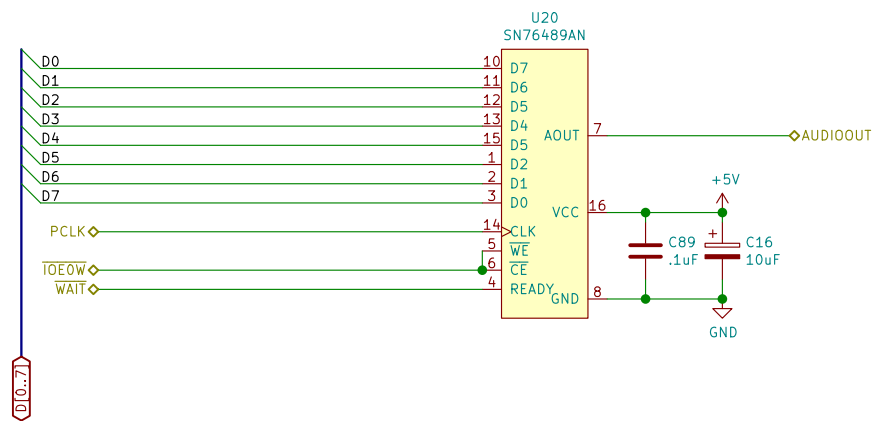 U20
SN76489AN
D0 10 D7
D1 11 D6
D2 12 D5
D3 13 D4
D4 15 D5
D5 1 D2
D6 2 D1
D7 3 D0
AOUT 7 AUDIOOUT
+5V
VCC 16
PCLK 14 CLK
5 WE
+
C89 C16
.1uF 10uF
IOE0W 6 CE
WAIT 4 READY
GND 8
GND
D[0..7]